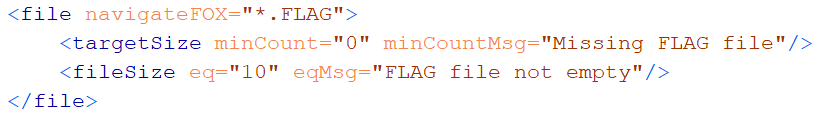 <file navigateFOX="*.FLAG">
    <targetSize minCount="0" minCountMsg="Missing FLAG file"/>
    <fileSize eq="10" eqMsg="FLAG file not empty"/>
</file>